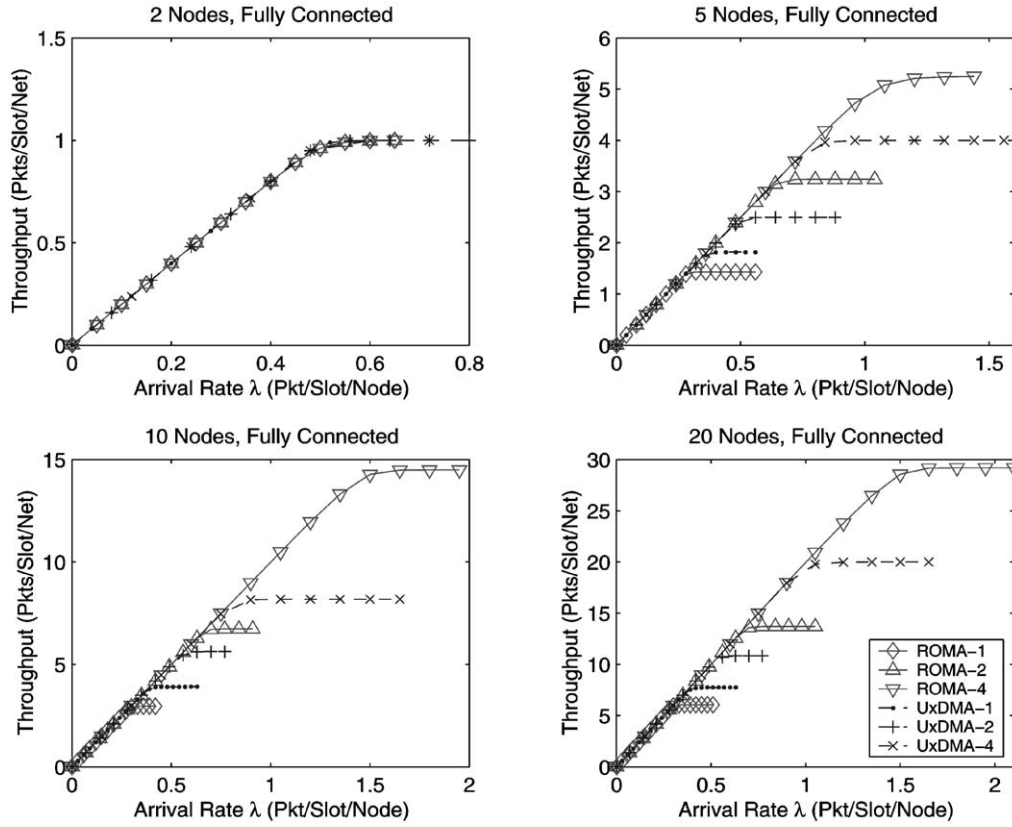 2 Nodes, Fully Connected
Throughput (Pkts/Slot/Net)
1.5
1
0.5
0
0 0.2 0.4 0.6 0.8
Arrival Rate λ (Pkt/Slot/Node)
5 Nodes, Fully Connected
Throughput (Pkts/Slot/Net)
6
5
4
3
2
1
0
0 0.5 1 1.5
Arrival Rate λ (Pkt/Slot/Node)
10 Nodes, Fully Connected
Throughput (Pkts/Slot/Net)
15
10
5
0
0 0.5 1 1.5 2
Arrival Rate λ (Pkt/Slot/Node)
20 Nodes, Fully Connected
Throughput (Pkts/Slot/Net)
30
25
20
15
10
5
0
0 0.5 1 1.5 2
Arrival Rate λ (Pkt/Slot/Node)
ROMA-1
ROMA-2
ROMA-4
UxDMA-1
UxDMA-2
UxDMA-4